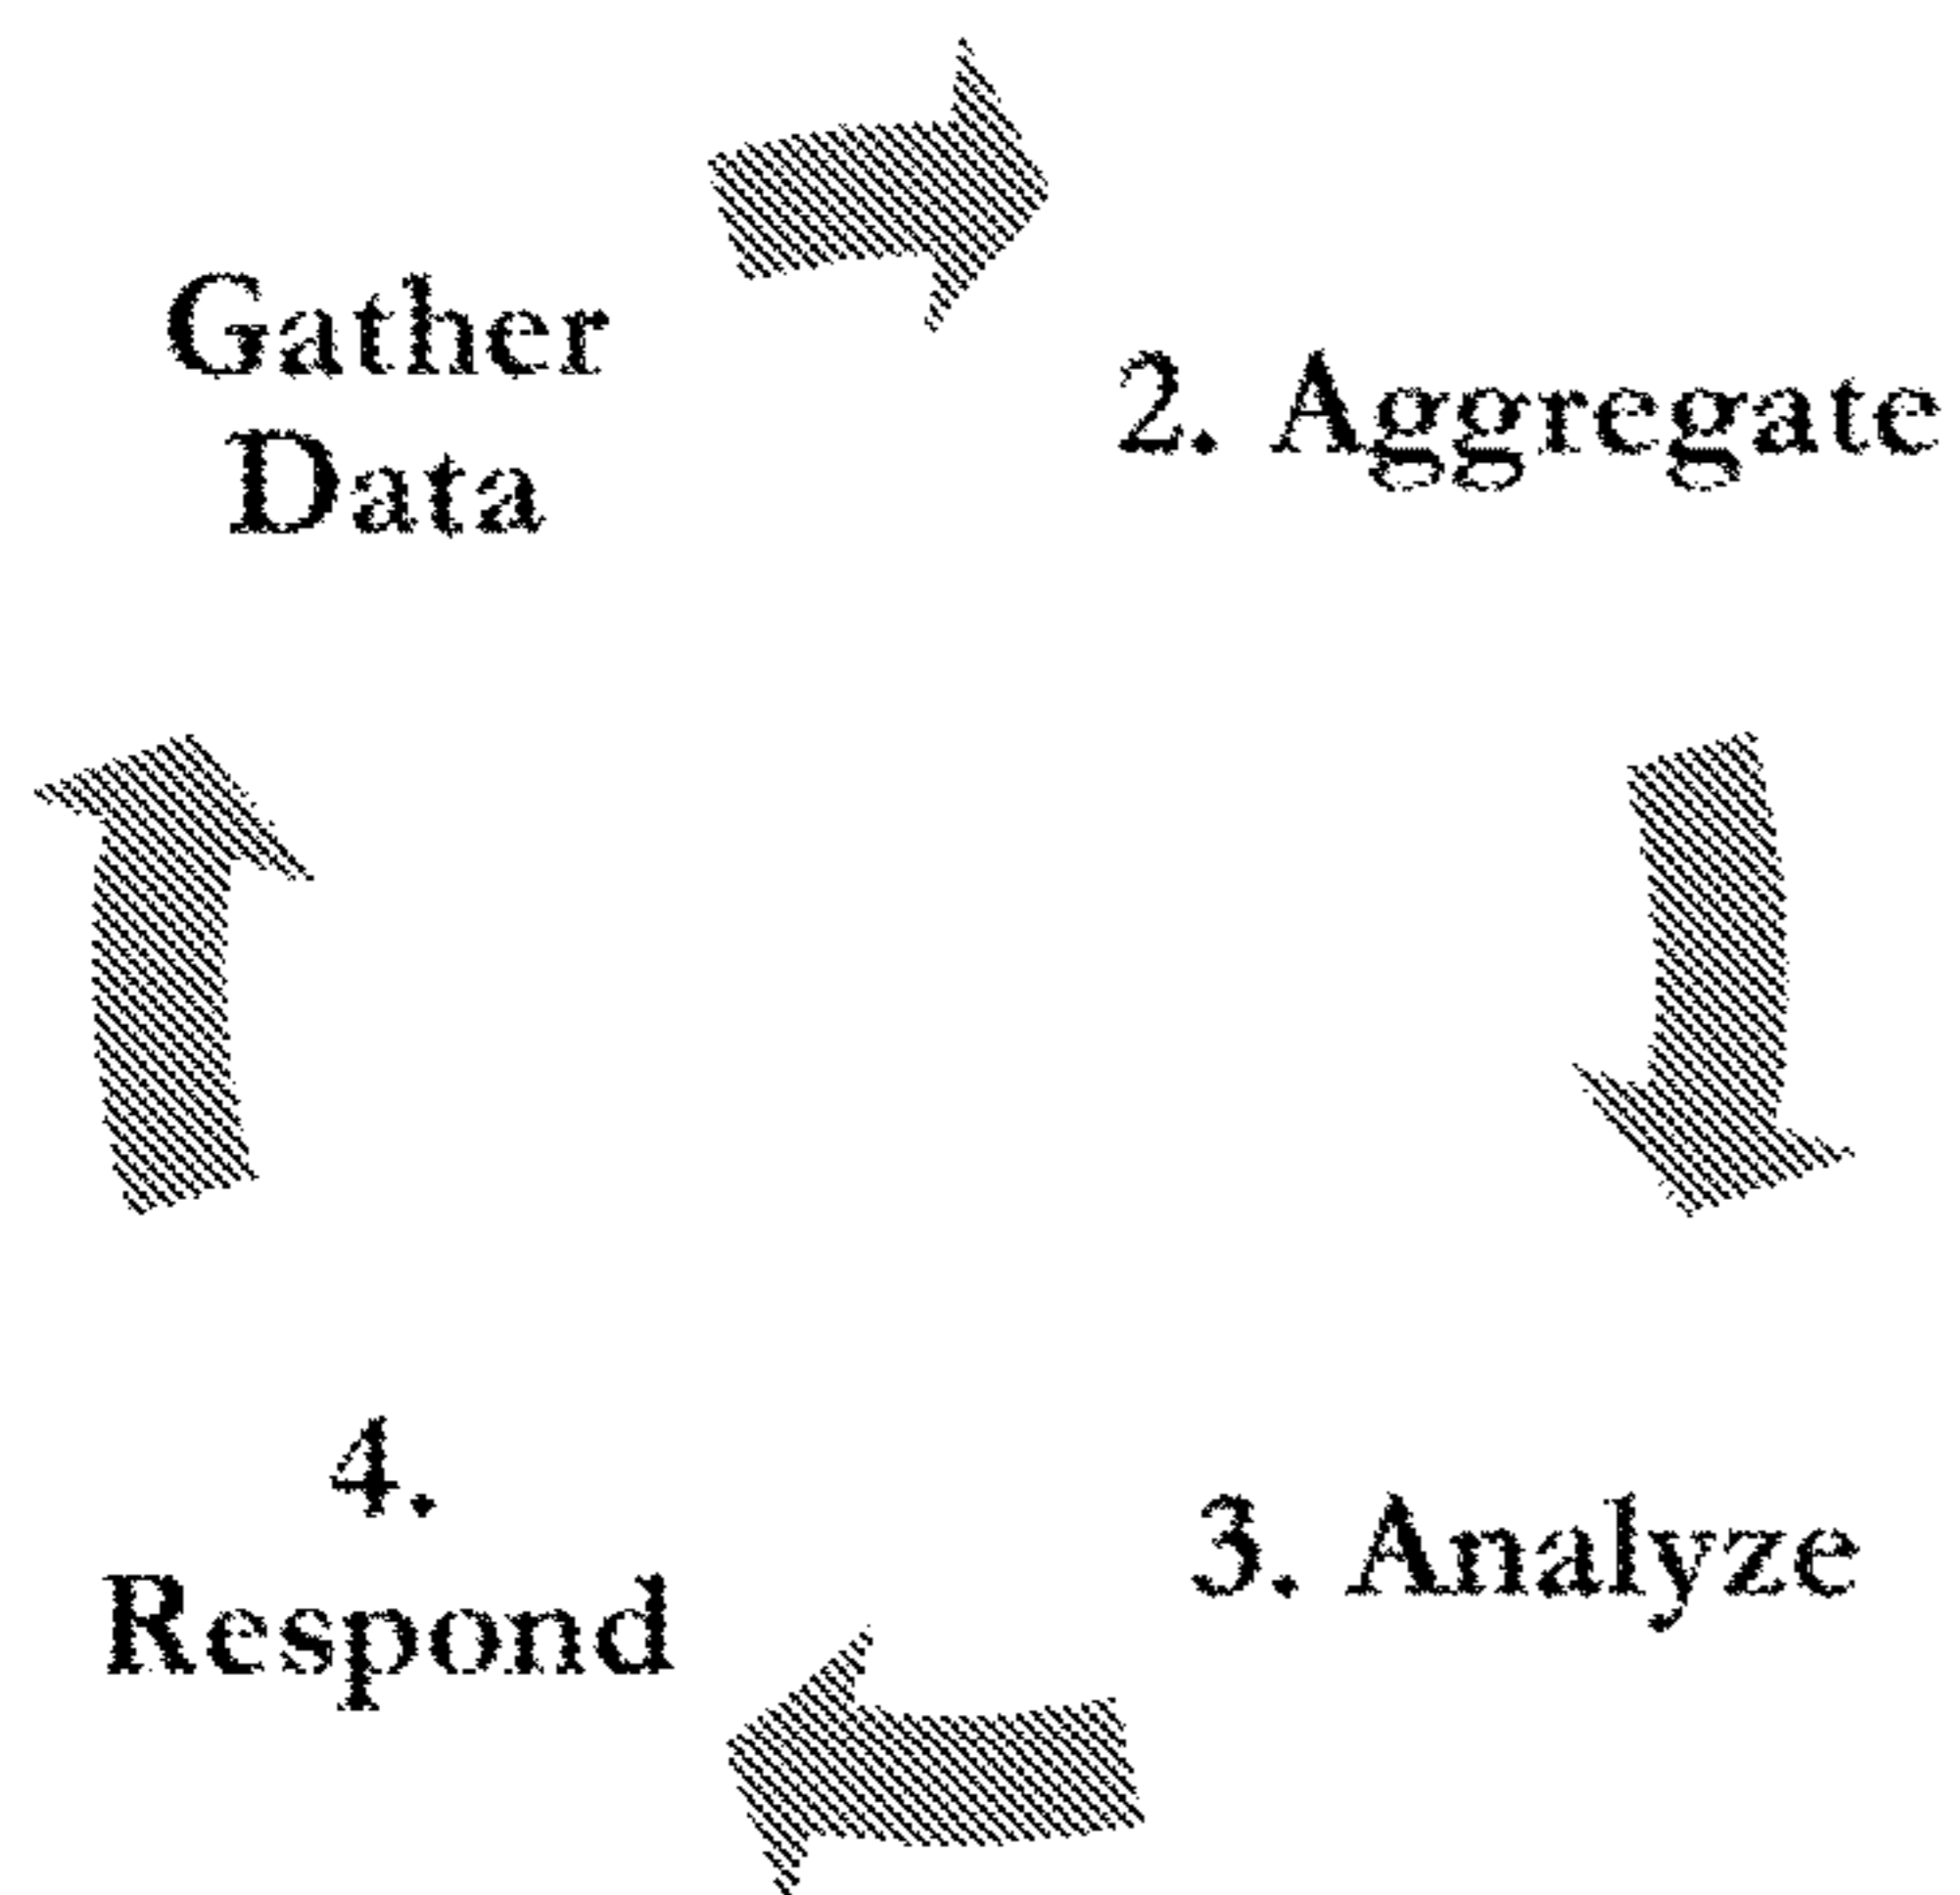 Gather
Data
2. Aggregate
3. Analyze
4.
Respond